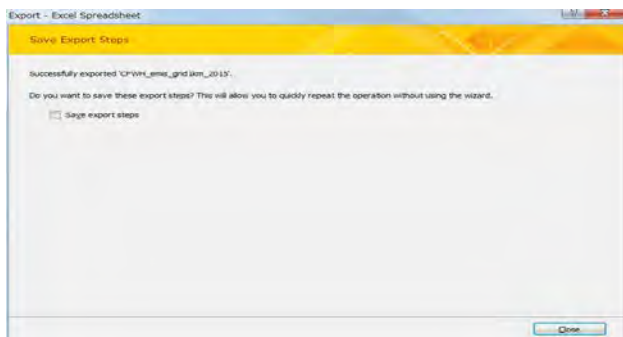 Export - Excel Spreadsheet
Save Export Steps
Successfully exported 'CFWH_emis_grid1km_2015'.
Do you want to save these export steps? This will allow you to quickly repeat the operation without using the wizard.
Save export steps
Close